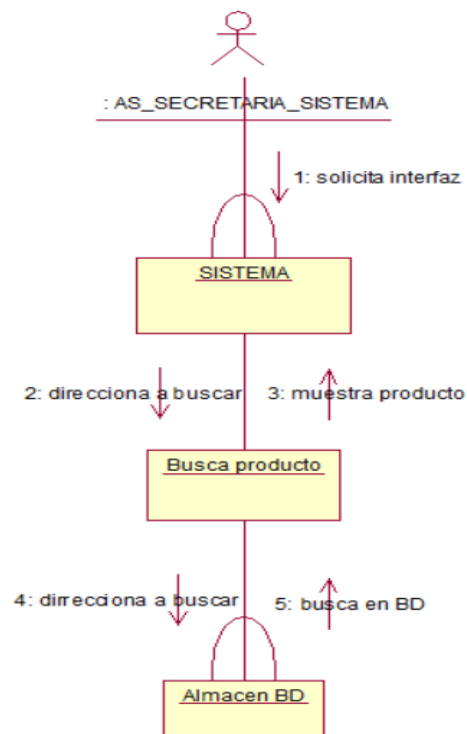 : AS_SECRETARIA_SISTEMA
1: solicita interfaz
SISTEMA
2: direcciona a buscar
3: muestra producto
Busca producto
4: dirrecciona a buscar
5: busca en BD
Almacen BD